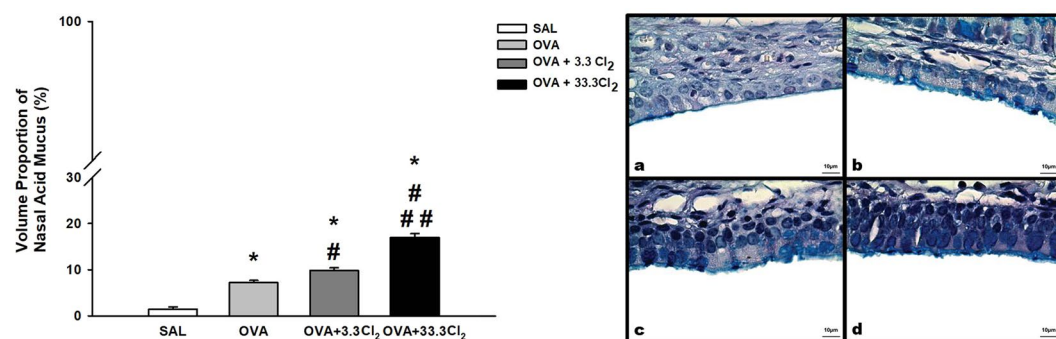 SAL
OVA
OVA + 3.3 Cl₂
OVA + 33.3Cl₂
Volume Proportion of
Nasal Acid Mucus (%)
100
30
20
10
0
*
*
#
*
#
# #
SAL
OVA
OVA+3.3Cl₂
OVA+33.3Cl₂
a
10µm
b
10µm
c
10µm
d
10µm